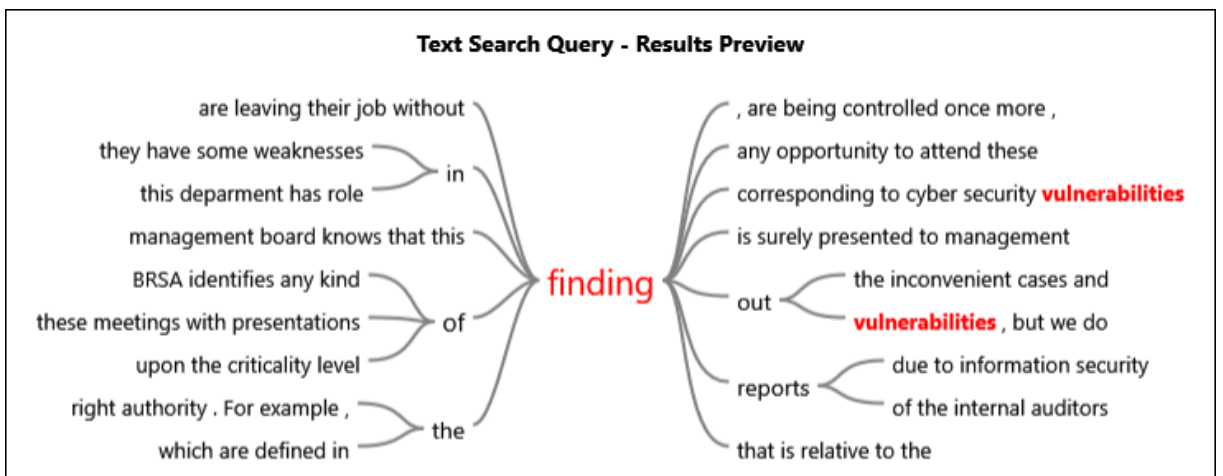 Text Search Query - Results Preview
are leaving their job without
they have some weaknesses
this deparment has role
in
management board knows that this
BRSA identifies any kind
these meetings with presentations
upon the criticality level
of
right authority . For example ,
which are defined in
the
finding
, are being controlled once more ,
any opportunity to attend these
corresponding to cyber security vulnerabilities
is surely presented to management
out
the inconvenient cases and
vulnerabilities , but we do
reports
due to information security
of the internal auditors
that is relative to the